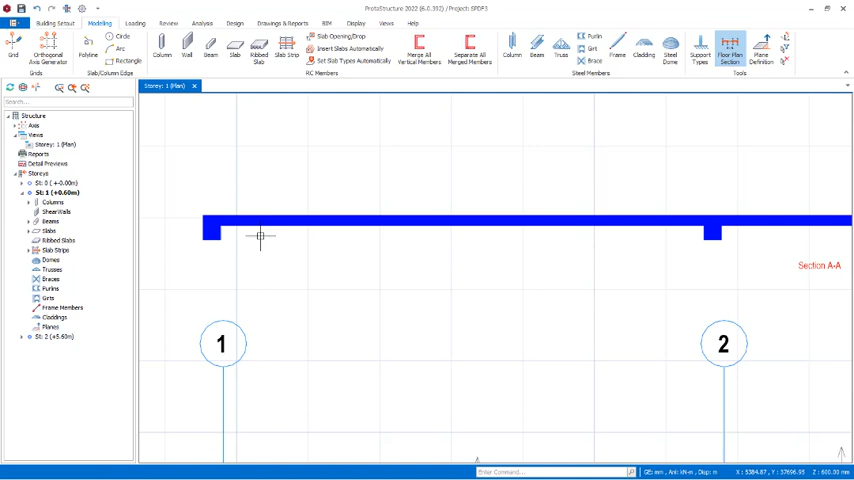 ProtaStructure 2022 (6.0.392) / Project: SPDF3
Building Setout Modeling Loading Review Analysis Design Drawings & Reports BIM Display Views Help
Grid
Orthogonal
Axis Generator
Grids
Polyline
Circle
Arc
Rectangle
Slab/Column Edge
Column
Wall
Beam
Slab
Ribbed
Slab
Slab Strip
Slab Opening/Drop
Insert Slabs Automatically
Set Slab Types Automatically
RC Members
Merge All
Vertical Members
Separate All
Merged Members
Column
Beam
Truss
Purlin
Girt
Brace
Frame
Cladding
Steel
Dome
Steel Members
Support
Types
Floor Plan
Section
Plane
Definition
Tools
Storey: 1 (Plan)
Search...
Structure
Axis
Views
Storey: 1 (Plan)
Reports
Detail Previews
Storeys
St: 0 ( +-0.00m)
St: 1 (+0.60m)
Columns
ShearWalls
Beams
Slabs
Ribbed Slabs
Slab Strips
Domes
Trusses
Braces
Purlins
Girts
Frame Members
Claddings
Planes
St: 2 (+5.60m)
Section A-A
1
2
Enter Command...
GE: mm , Anl: kN-m , Disp: m
X : 5384.87 , Y : 37696.95
Z : 600.00 mm